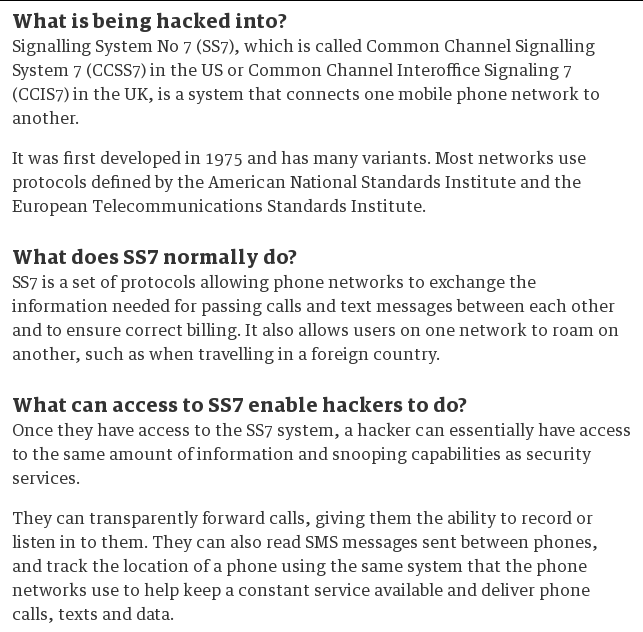 What is being hacked into?
Signalling System No 7 (SS7), which is called Common Channel Signalling
System 7 (CCSS7) in the US or Common Channel Interoffice Signaling 7
(CCIS7) in the UK, is a system that connects one mobile phone network to
another.
It was first developed in 1975 and has many variants. Most networks use
protocols defined by the American National Standards Institute and the
European Telecommunications Standards Institute.
What does SS7 normally do?
SS7 is a set of protocols allowing phone networks to exchange the
information needed for passing calls and text messages between each other
and to ensure correct billing. It also allows users on one network to roam on
another, such as when travelling in a foreign country.
What can access to SS7 enable hackers to do?
Once they have access to the SS7 system, a hacker can essentially have access
to the same amount of information and snooping capabilities as security
services.
They can transparently forward calls, giving them the ability to record or
listen in to them. They can also read SMS messages sent between phones,
and track the location of a phone using the same system that the phone
networks use to help keep a constant service available and deliver phone
calls, texts and data.